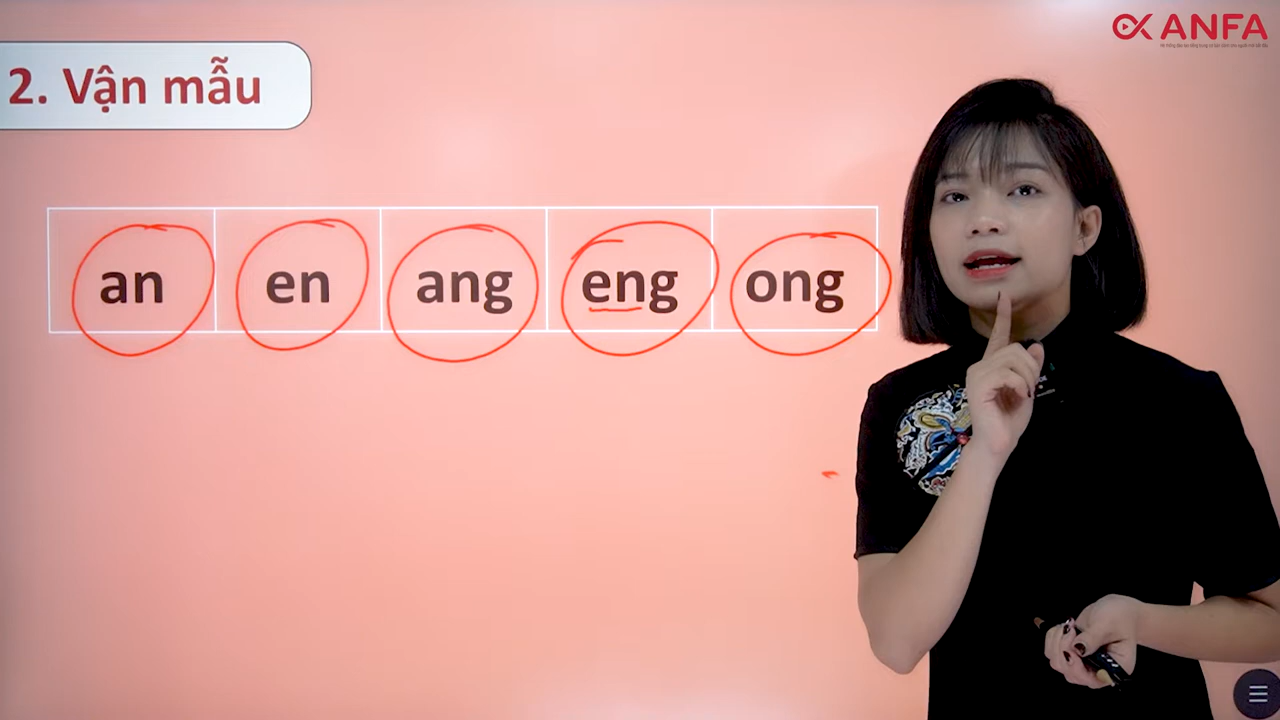 ANFA
2. Vận mẫu
an en ang eng ong